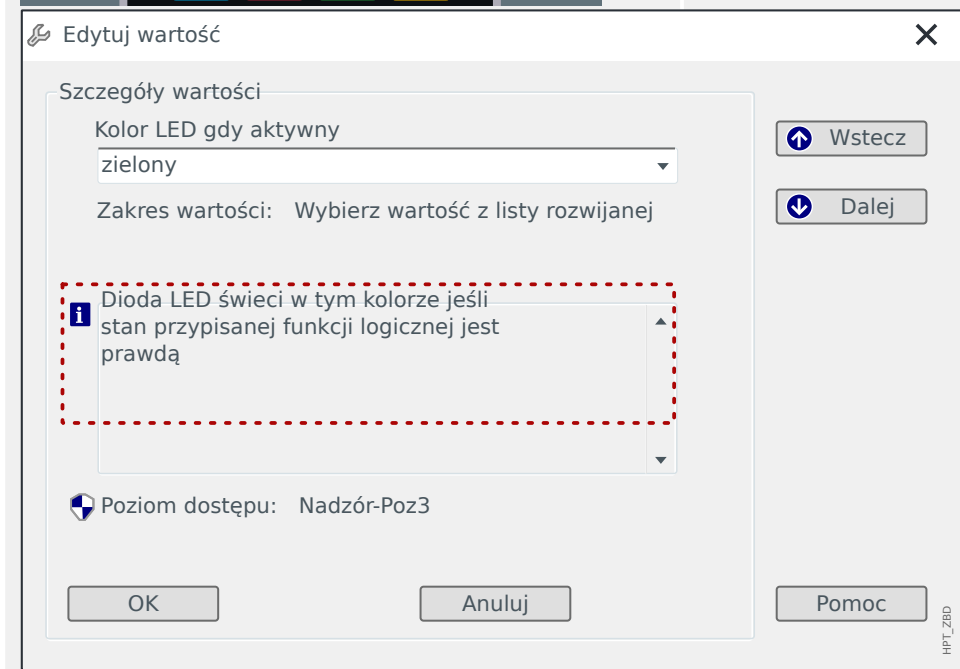 Edytuj wartość
Szczegóły wartości
Kolor LED gdy aktywny
zielony
Wstecz
Zakres wartości: Wybierz wartość z listy rozwijanej
Dalej
Dioda LED świeci w tym kolorze jeśli
stan przypisanej funkcji logicznej jest
prawdą
Poziom dostępu: Nadzór-Poz3
OK
Anuluj
Pomoc
HPT_ZBD